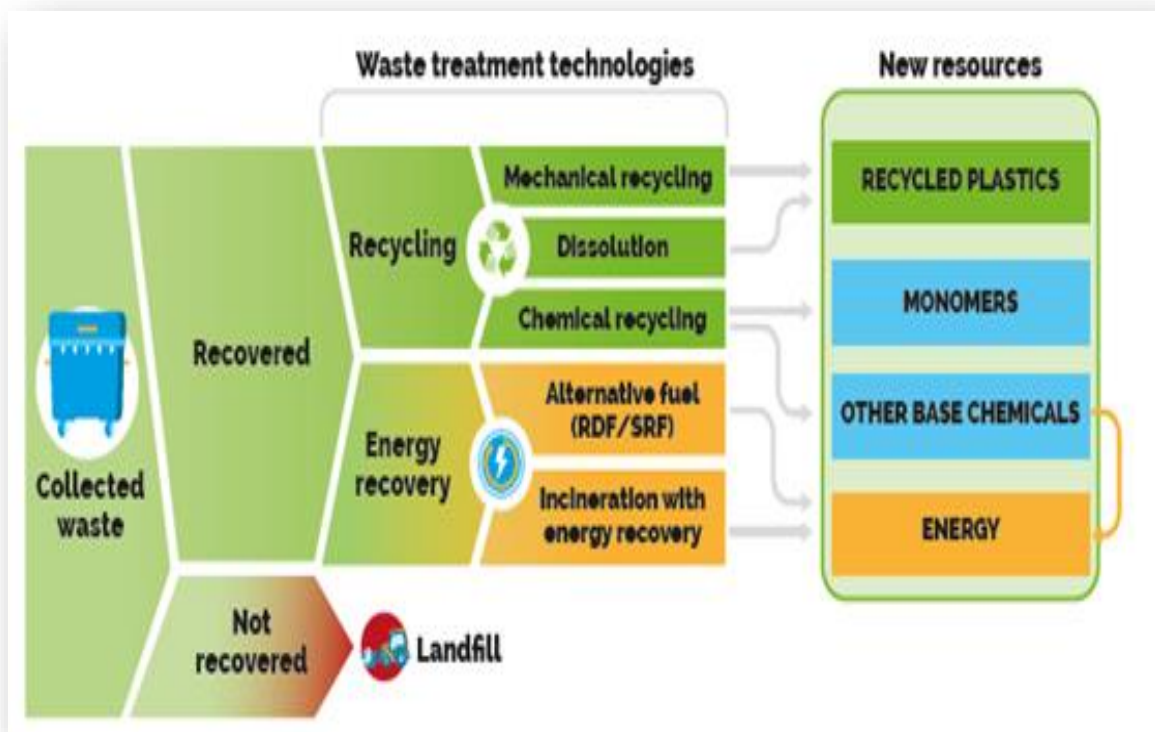 Waste treatment technologies
New resources
Collected
waste
Recovered
Not
recovered
Landfill
Recycling
Energy
recovery
Mechanical recycling
Dissolution
Chemical recycling
Alternative fuel
(RDF/SRF)
Incineration with
energy recovery
RECYCLED PLASTICS
MONOMERS
OTHER BASE CHEMICALS
ENERGY